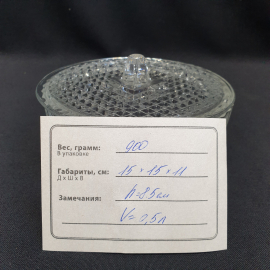 Вес, грамм: 900
В упаковке
Габариты, см: 15 x 15 x 11
Д x Ш x В
Замечания: h=8.5см
V= 0,5л